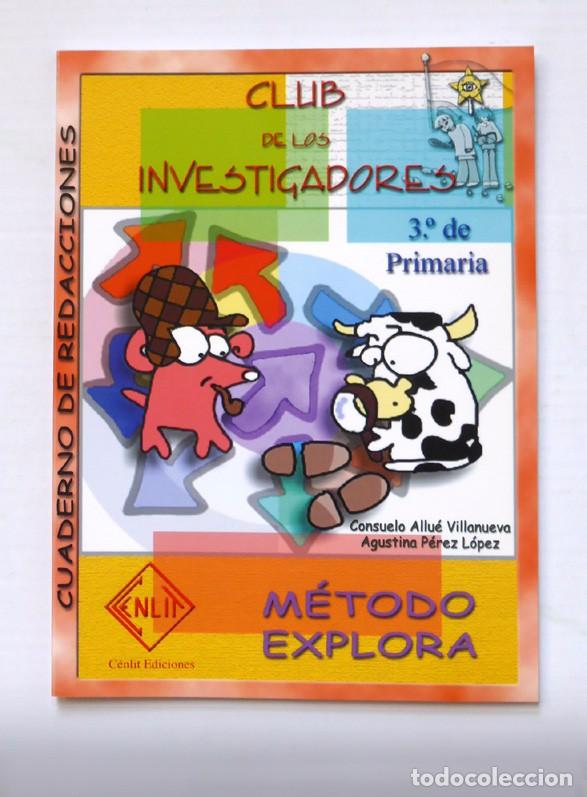 CLUB
DE LOS
INVESTIGADORES
3.º de
Primaria
CUADERNO DE REDACCIONES
Consuelo Allué Villanueva
Agustina Pérez López
CENLIT
Cénlit Ediciones
MÉTODO
EXPLORA
todocoleccion